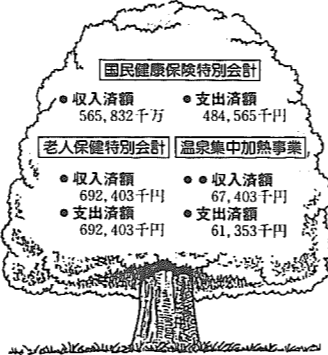 国民健康保険特別会計
●収入済額 ●支出済額
565,832千万 484,565千円
老人保健特別会計 温泉集中加熱事業
●収入済額 ●●収入済額
692,403千円 67,403千円
●支出済額 ●支出済額
692,403千円 61,353千円